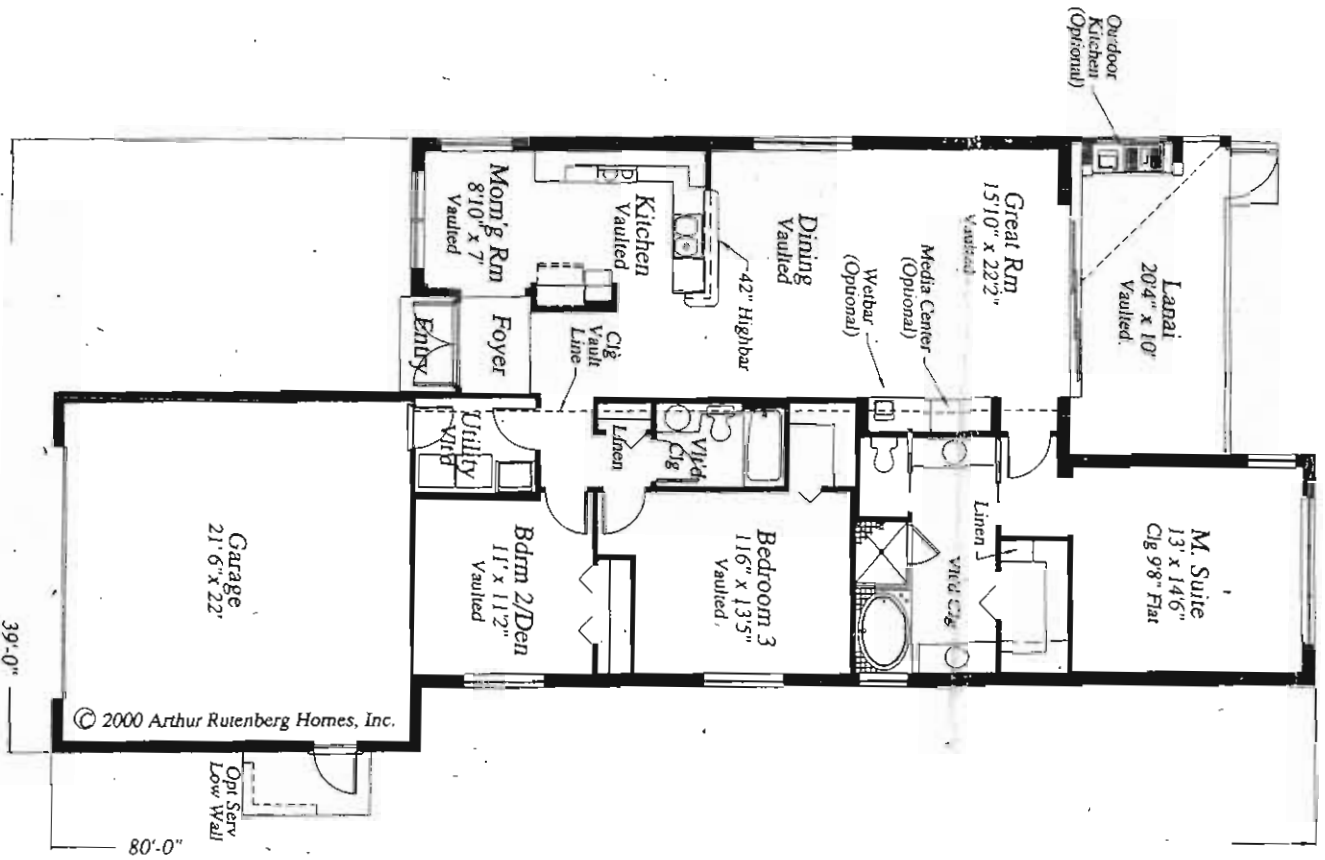 Outdoor
Kitchen
(Optional)
Lanai
20'4" x 10'
Vaulted.
Great Rm
15'10" x 22'2"
Vaulted
Media Center
(Optional)
Wetbar
(Optional)
Dining
Vaulted
42" Highbar
Kitchen
Vaulted
Morn'g Rm
8'10" x 7'
Vaulted
Foyer
Entry
Clg
Vault
Line
M. Suite
13' x 14'6"
Clg 9'8" Flat
Linen
Vlt'd Clg
Vlt'd
Clg
Linen
Utility
Vlt'd
Bedroom 3
11'6" x 13'5"
Vaulted
Bdrm 2/Den
11' x 11'2"
Vaulted
Garage
21'6" x 22'
© 2000 Arthur Rutenberg Homes, Inc.
Opt Serv
Low Wall
39'-0"
80'-0"